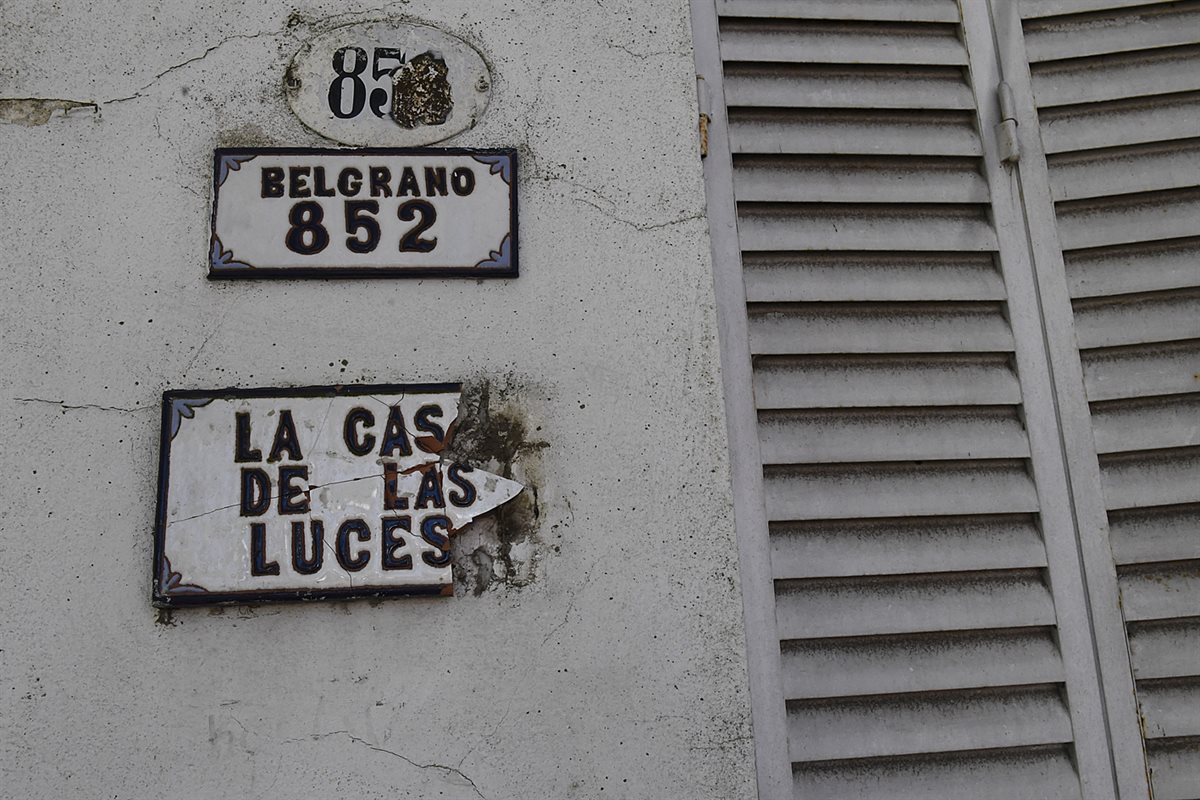 85
BELGRANO
852
LA CAS
DE LAS
LUCES